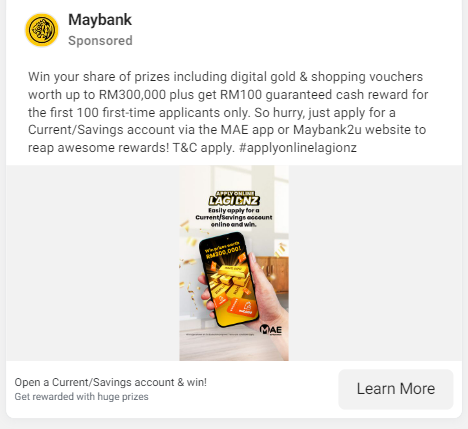 Maybank
Sponsored
Win your share of prizes including digital gold & shopping vouchers
worth up to RM300,000 plus get RM100 guaranteed cash reward for
the first 100 first-time applicants only. So hurry, just apply for a
Current/Savings account via the MAE app or Maybank2u website to
reap awesome rewards! T&C apply. #applyonlinelagionz
APPLY ONLINE
LAGI ONZ
Easily apply for a
Current/Savings account
online and win.
Win prizes worth
RM300,000!
MAE
Open a Current/Savings account & win!
Get rewarded with huge prizes
Learn More